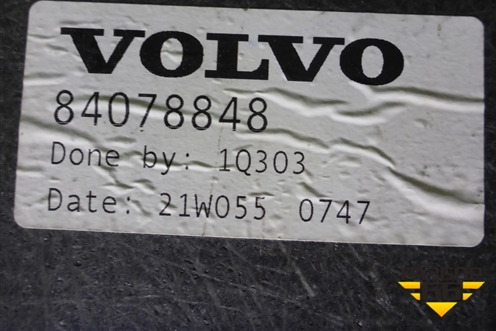 VOLVO
84078848
Done by: 1Q303
Date: 21W055 0747